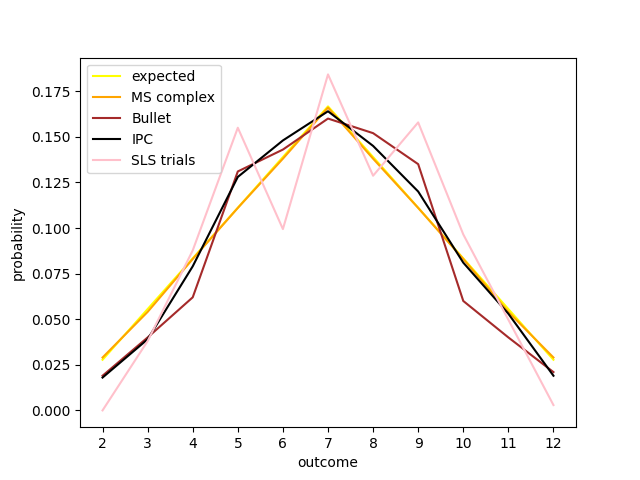 expected
MS complex
Bullet
IPC
SLS trials
0.175
0.150
0.125
0.100
0.075
0.050
0.025
0.000
probability
2 3 4 5 6 7 8 9 10 11 12
outcome